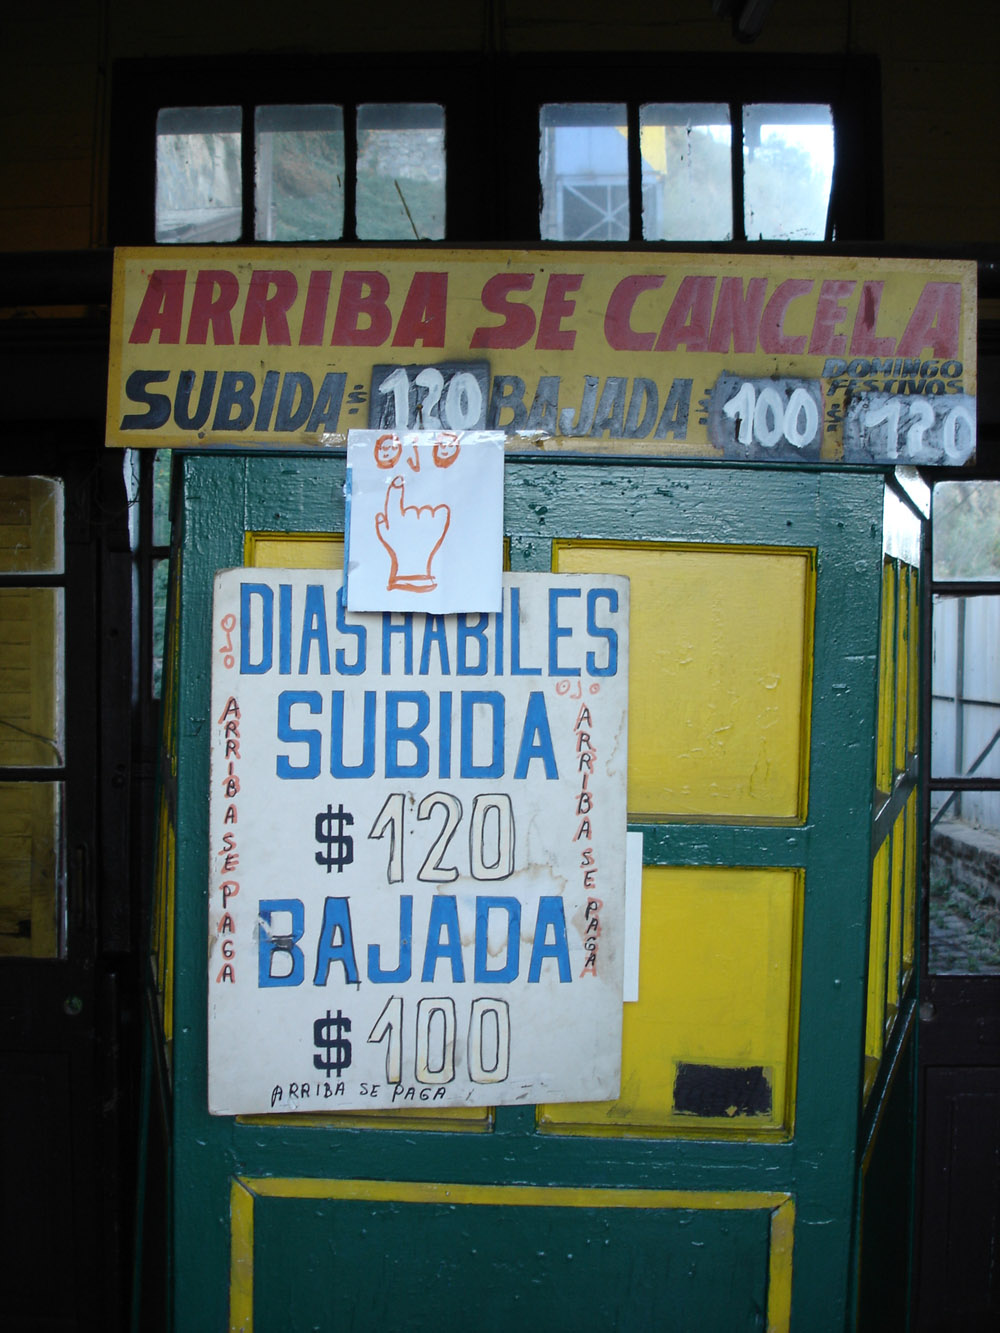 ARRIBA SE CANCELA
SUBIDA: 120 BAJADA: 100 DOMINGO FESTIVOS 120
OJO
DIAS HABILES
SUBIDA
$120
BAJADA
$100
ARRIBA SE PAGA
OJO ARRIBA SE PAGA
OJO ARRIBA SE PAGA